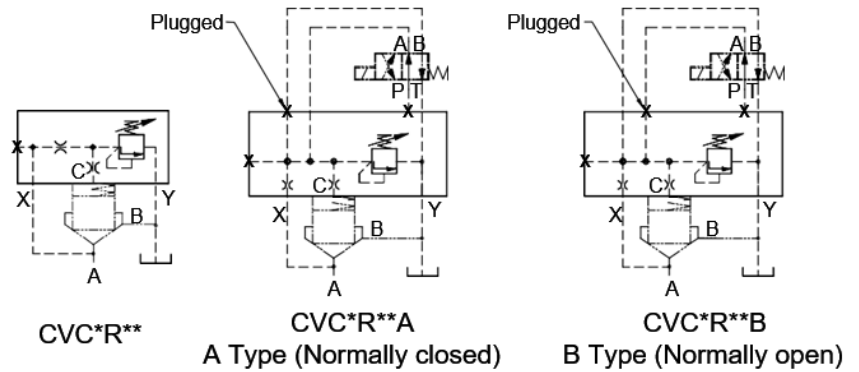 Plugged
Plugged
A B
A B
P T
P T
C
C
C
X
Y
X
Y
X
Y
B
B
B
A
A
A
CVC*R**
CVC*R**A
A Type (Normally closed)
CVC*R**B
B Type (Normally open)